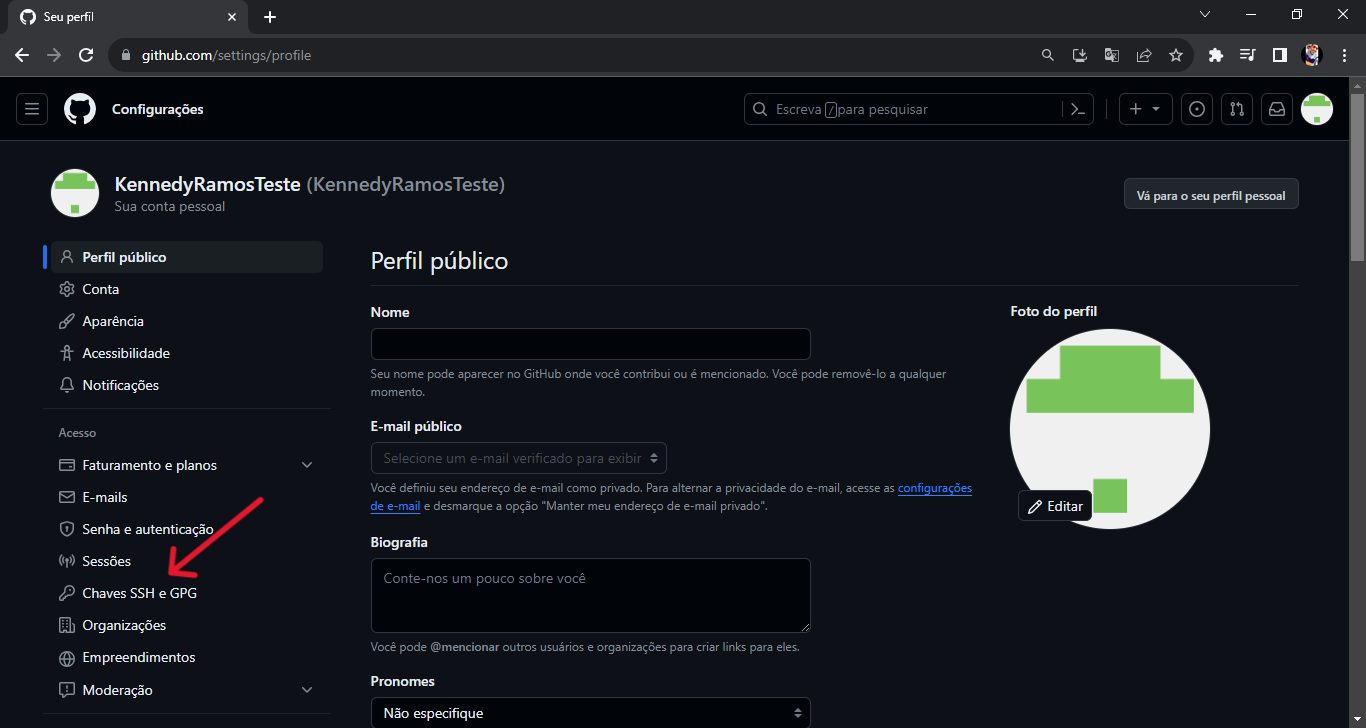 Seu perfil
github.com/settings/profile
Configurações
Escreva / para pesquisar
KennedyRamosTeste (KennedyRamosTeste)
Sua conta pessoal
Vá para o seu perfil pessoal
Perfil público
Conta
Aparência
Acessibilidade
Notificações
Acesso
Faturamento e planos
E-mails
Senha e autenticação
Sessões
Chaves SSH e GPG
Organizações
Empreendimentos
Moderação
Perfil público
Nome
Seu nome pode aparecer no GitHub onde você contribui ou é mencionado. Você pode removê-lo a qualquer
momento.
E-mail público
Selecione um e-mail verificado para exibir
Você definiu seu endereço de e-mail como privado. Para alternar a privacidade do e-mail, acesse as configurações
de e-mail e desmarque a opção "Manter meu endereço de e-mail privado".
Biografia
Conte-nos um pouco sobre você
Você pode @mencionar outros usuários e organizações para criar links para eles.
Pronomes
Não especifique
Foto do perfil
Editar